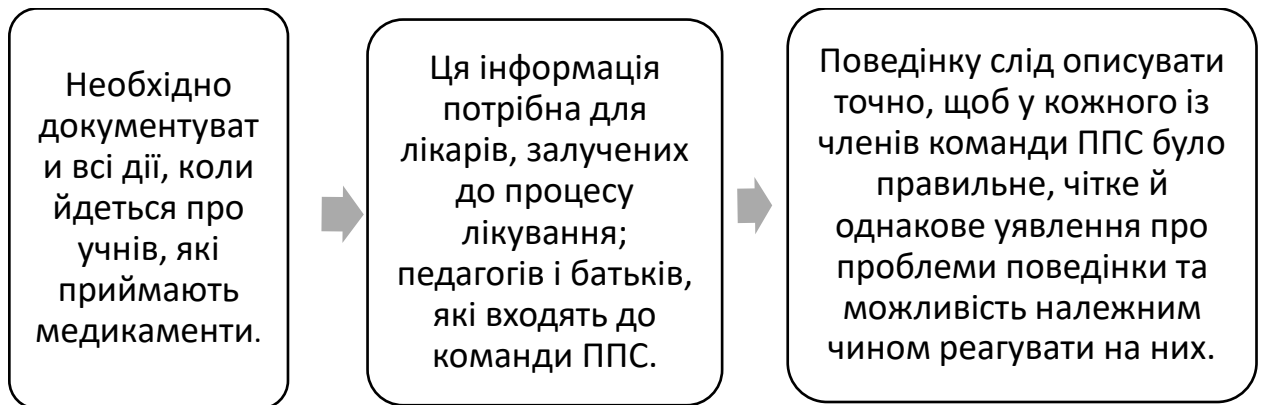 Необхідно
документуват
и всі дії, коли
йдеться про
учнів, які
приймають
медикаменти.
Ця інформація
потрібна для
лікарів, залучених
до процесу
лікування;
педагогів і батьків,
які входять до
команди ППС.
Поведінку слід описувати
точно, щоб у кожного із
членів команди ППС було
правильне, чітке й
однакове уявлення про
проблеми поведінки та
можливість належним
чином реагувати на них.